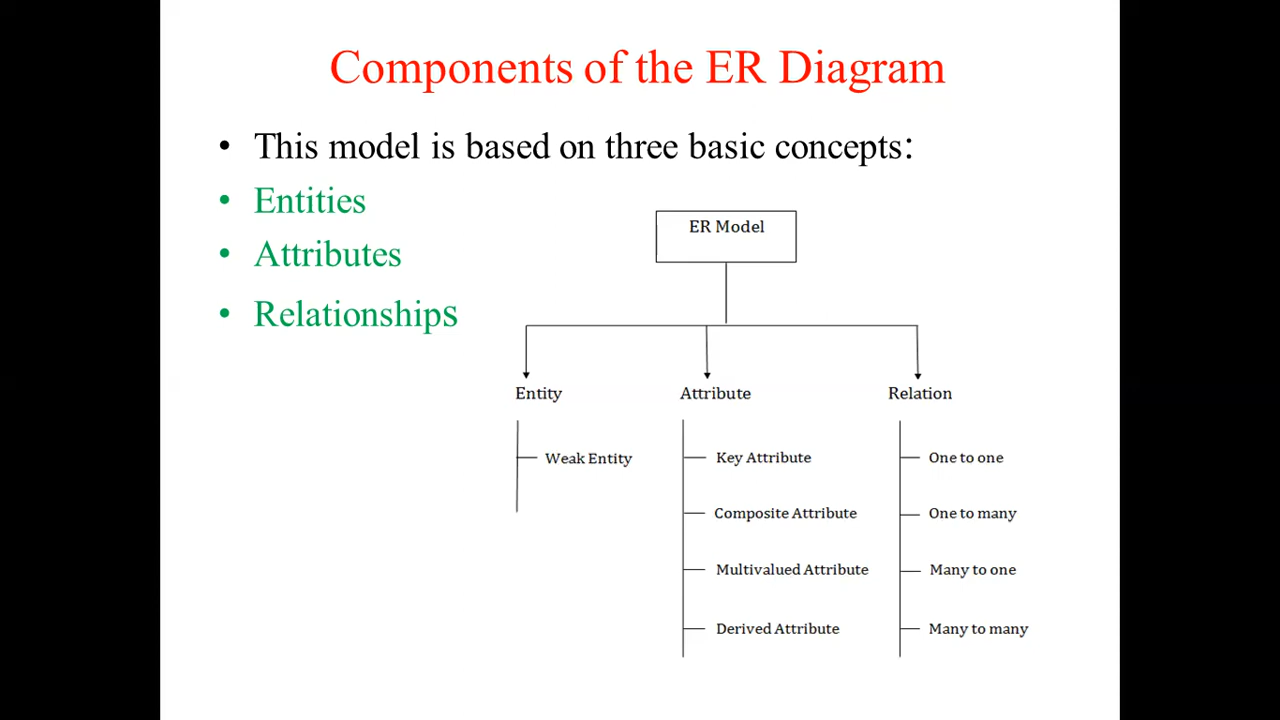 Components of the ER Diagram
• This model is based on three basic concepts:
• Entities
• Attributes
• Relationships
ER Model
Entity
Weak Entity
Attribute
Key Attribute
Composite Attribute
Multivalued Attribute
Derived Attribute
Relation
One to one
One to many
Many to one
Many to many